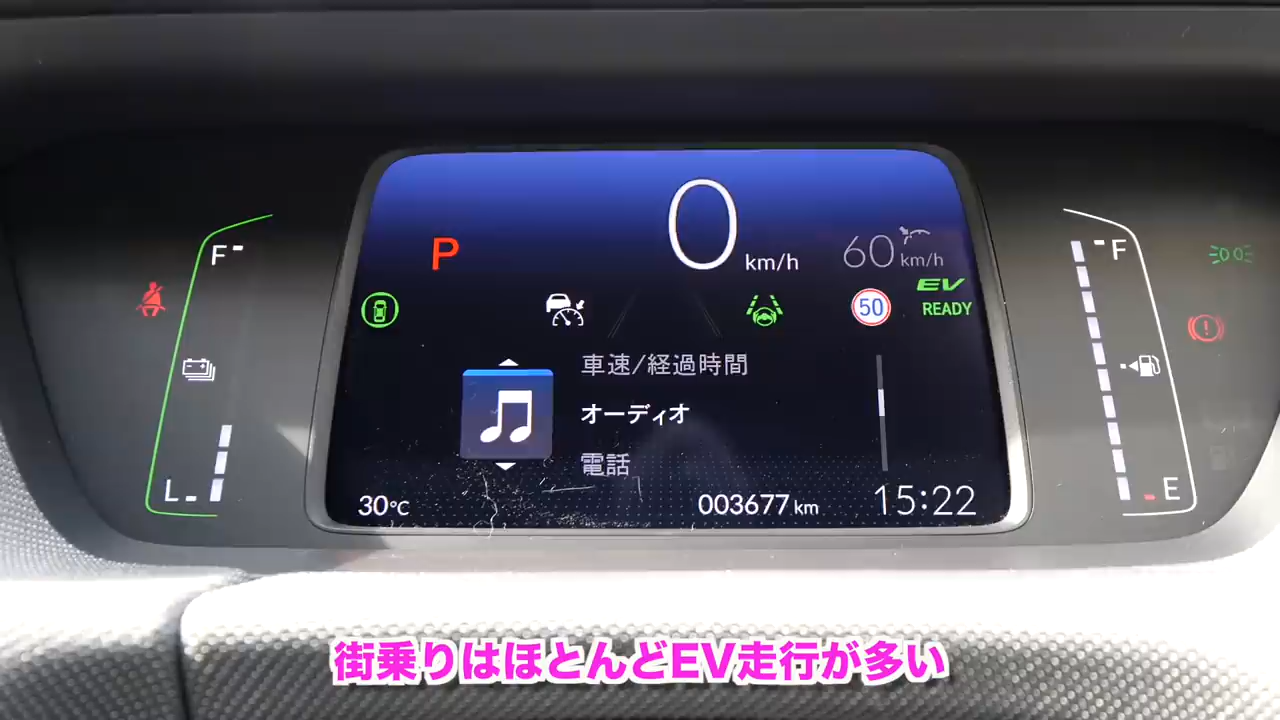 0 km/h
P
60 km/h
F
F
EV
READY
50
車速/経過時間
オーディオ
電話
L
E
30℃
003677 km
15:22
街乗りはほとんどEV走行が多い